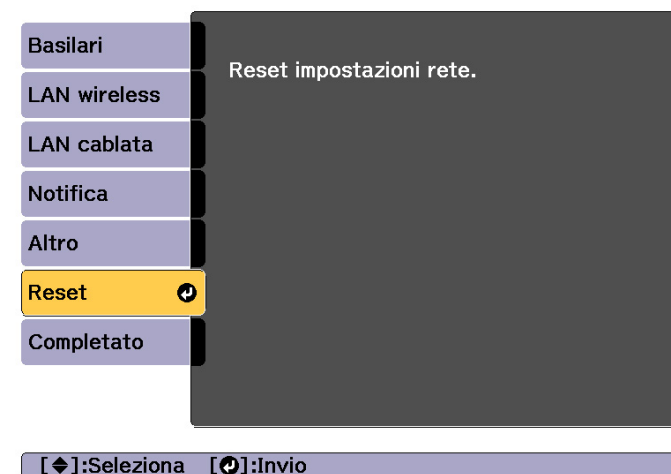 Basilari
Reset impostazioni rete.
LAN wireless
LAN cablata
Notifica
Altro
Reset
Completato
[◆]:Seleziona [⏎]:Invio